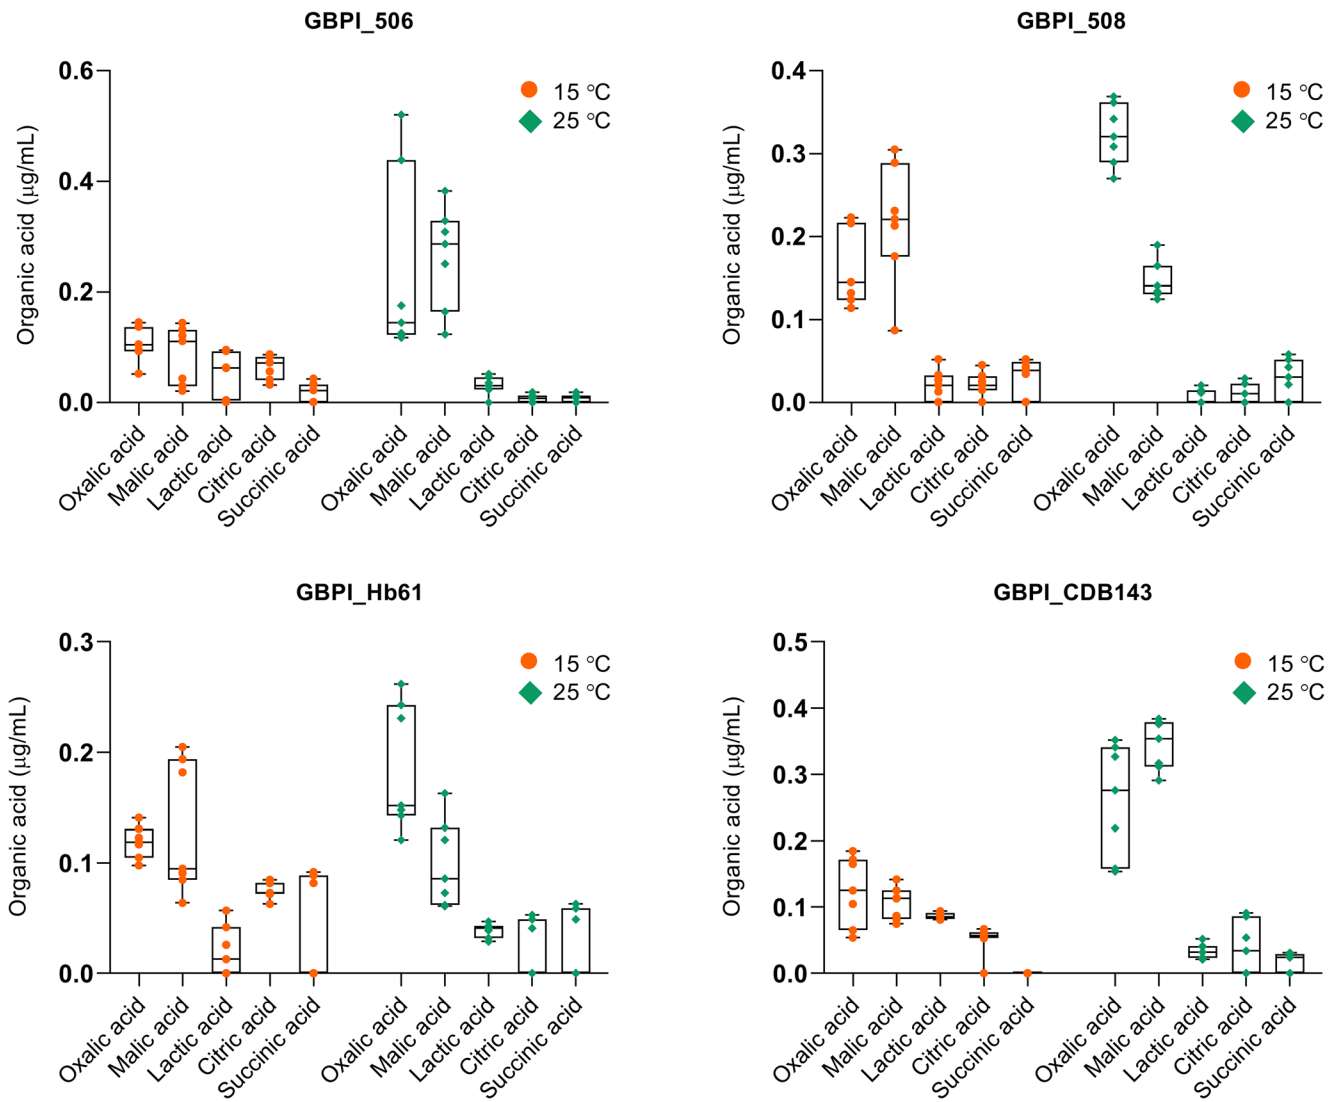 GBPI_506
0.6
0.4
0.2
0.0
Organic acid (µg/mL)
15 °C
25 °C
Oxalic acid
Malic acid
Lactic acid
Citric acid
Succinic acid
Oxalic acid
Malic acid
Lactic acid
Citric acid
Succinic acid
GBPI_508
0.4
0.3
0.2
0.1
0.0
Organic acid (µg/mL)
15 °C
25 °C
Oxalic acid
Malic acid
Lactic acid
Citric acid
Succinic acid
Oxalic acid
Malic acid
Lactic acid
Citric acid
Succinic acid
GBPI_Hb61
0.3
0.2
0.1
0.0
Organic acid (µg/mL)
15 °C
25 °C
Oxalic acid
Malic acid
Lactic acid
Citric acid
Succinic acid
Oxalic acid
Malic acid
Lactic acid
Citric acid
Succinic acid
GBPI_CDB143
0.5
0.4
0.3
0.2
0.1
0.0
Organic acid (µg/mL)
15 °C
25 °C
Oxalic acid
Malic acid
Lactic acid
Citric acid
Succinic acid
Oxalic acid
Malic acid
Lactic acid
Citric acid
Succinic acid